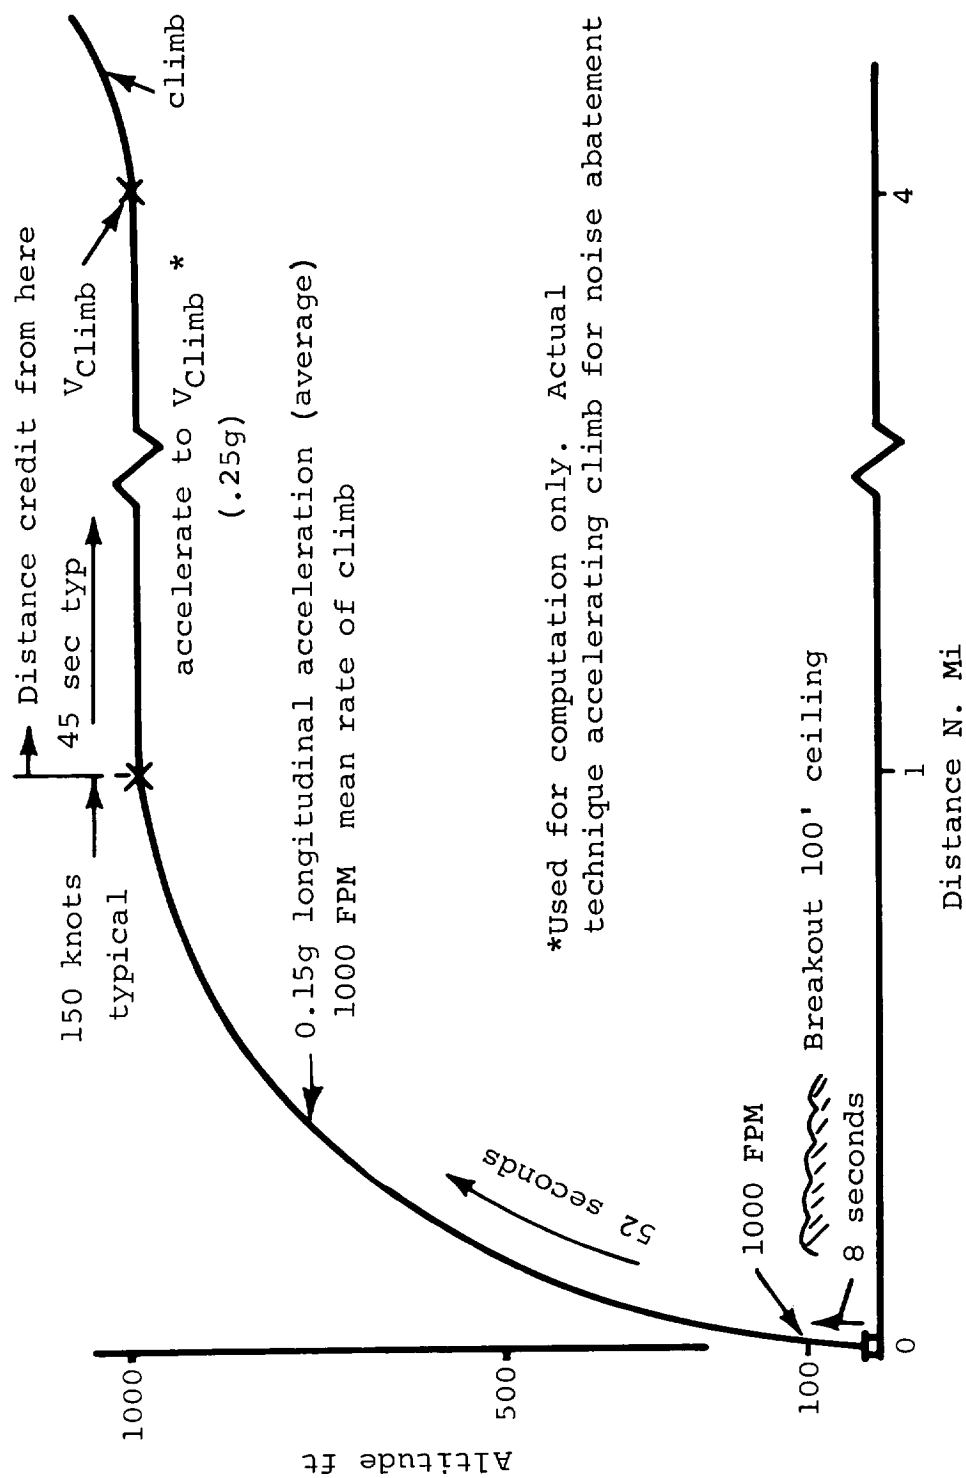 Distance credit from here
45 sec typ
150 knots
typical
VClimb
climb
accelerate to VClimb *
(.25g)
0.15g longitudinal acceleration (average)
1000 FPM mean rate of climb
52 seconds
*Used for computation only. Actual
technique accelerating climb for noise abatement
1000 FPM
Breakout 100' ceiling
8 seconds
Altitude ft
1000
500
100
0
1
4
Distance N. Mi